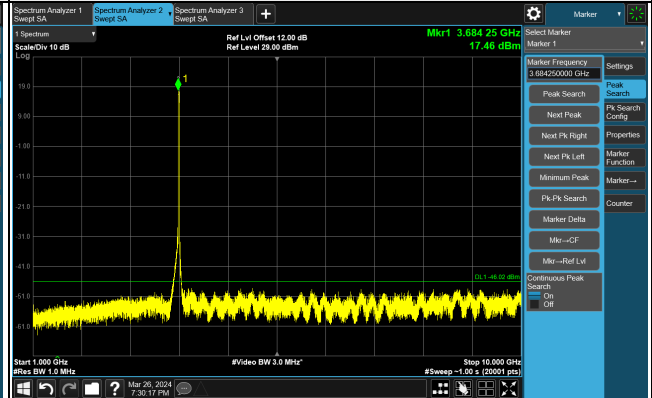 Spectrum Analyzer 1
Swept SA
Spectrum Analyzer 2
Swept SA
Spectrum Analyzer 3
Swept SA
+
Marker
1 Spectrum
Scale/Div 10 dB
Log
Ref Lvl Offset 12.00 dB
Ref Level 29.00 dBm
Mkr1 3.684 25 GHz
17.46 dBm
Select Marker
Marker 1
19.0
9.00
-1.00
-11.0
-21.0
-31.0
-41.0
-51.0
-61.0
1
DL1 -46.02 dBm
Start 1.000 GHz
#Res BW 1.0 MHz
#Video BW 3.0 MHz*
Stop 10.000 GHz
#Sweep ~1.00 s (20001 pts)
Marker Frequency
3.684250000 GHz
Peak Search
Next Peak
Next Pk Right
Next Pk Left
Minimum Peak
Pk-Pk Search
Marker Delta
Mkr→CF
Mkr→Ref Lvl
Continuous Peak
Search
On
Off
Settings
Peak
Search
Pk Search
Config
Properties
Marker
Function
Marker→
Counter
?
Mar 26, 2024
7:30:17 PM